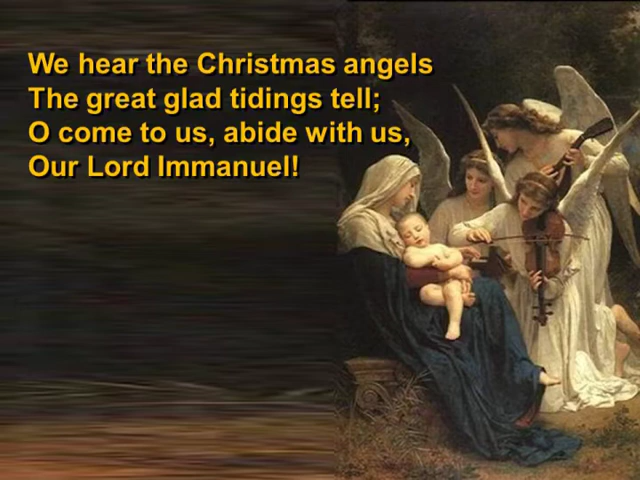 We hear the Christmas angels
The great glad tidings tell;
O come to us, abide with us,
Our Lord Immanuel!